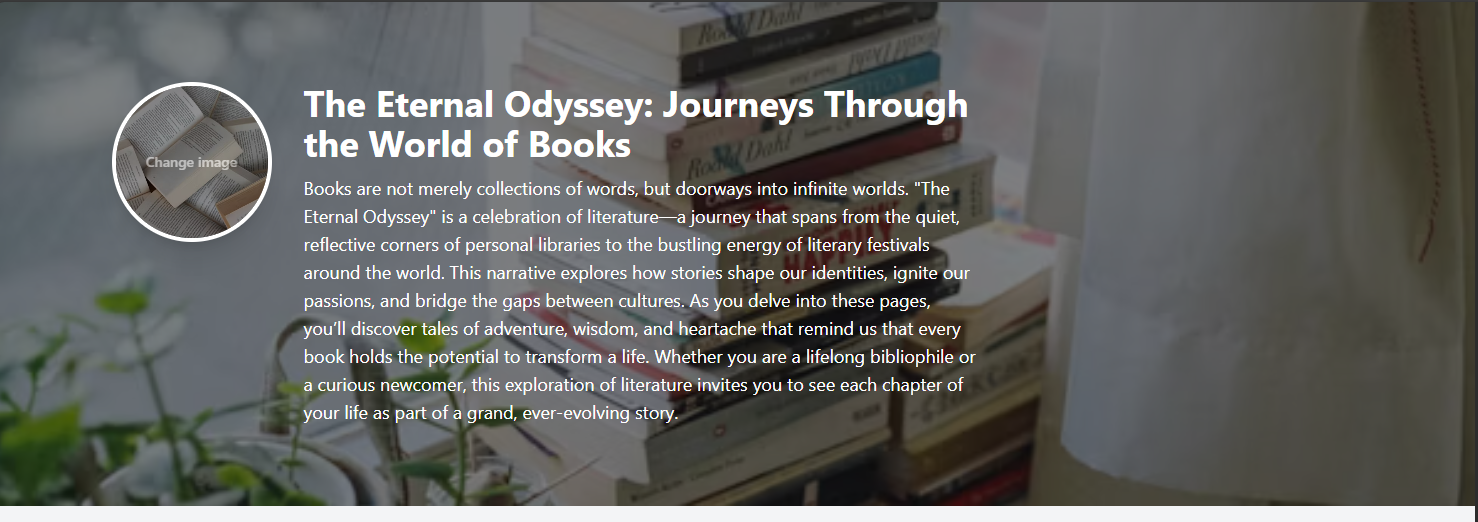 Roald Dahl
Change image
The Eternal Odyssey: Journeys Through
the World of Books
Books are not merely collections of words, but doorways into infinite worlds. "The
Eternal Odyssey" is a celebration of literature—a journey that spans from the quiet,
reflective corners of personal libraries to the bustling energy of literary festivals
around the world. This narrative explores how stories shape our identities, ignite our
passions, and bridge the gaps between cultures. As you delve into these pages,
you’ll discover tales of adventure, wisdom, and heartache that remind us that every
book holds the potential to transform a life. Whether you are a lifelong bibliophile or
a curious newcomer, this exploration of literature invites you to see each chapter of
your life as part of a grand, ever-evolving story.
Roald Dahl
HAPPIER